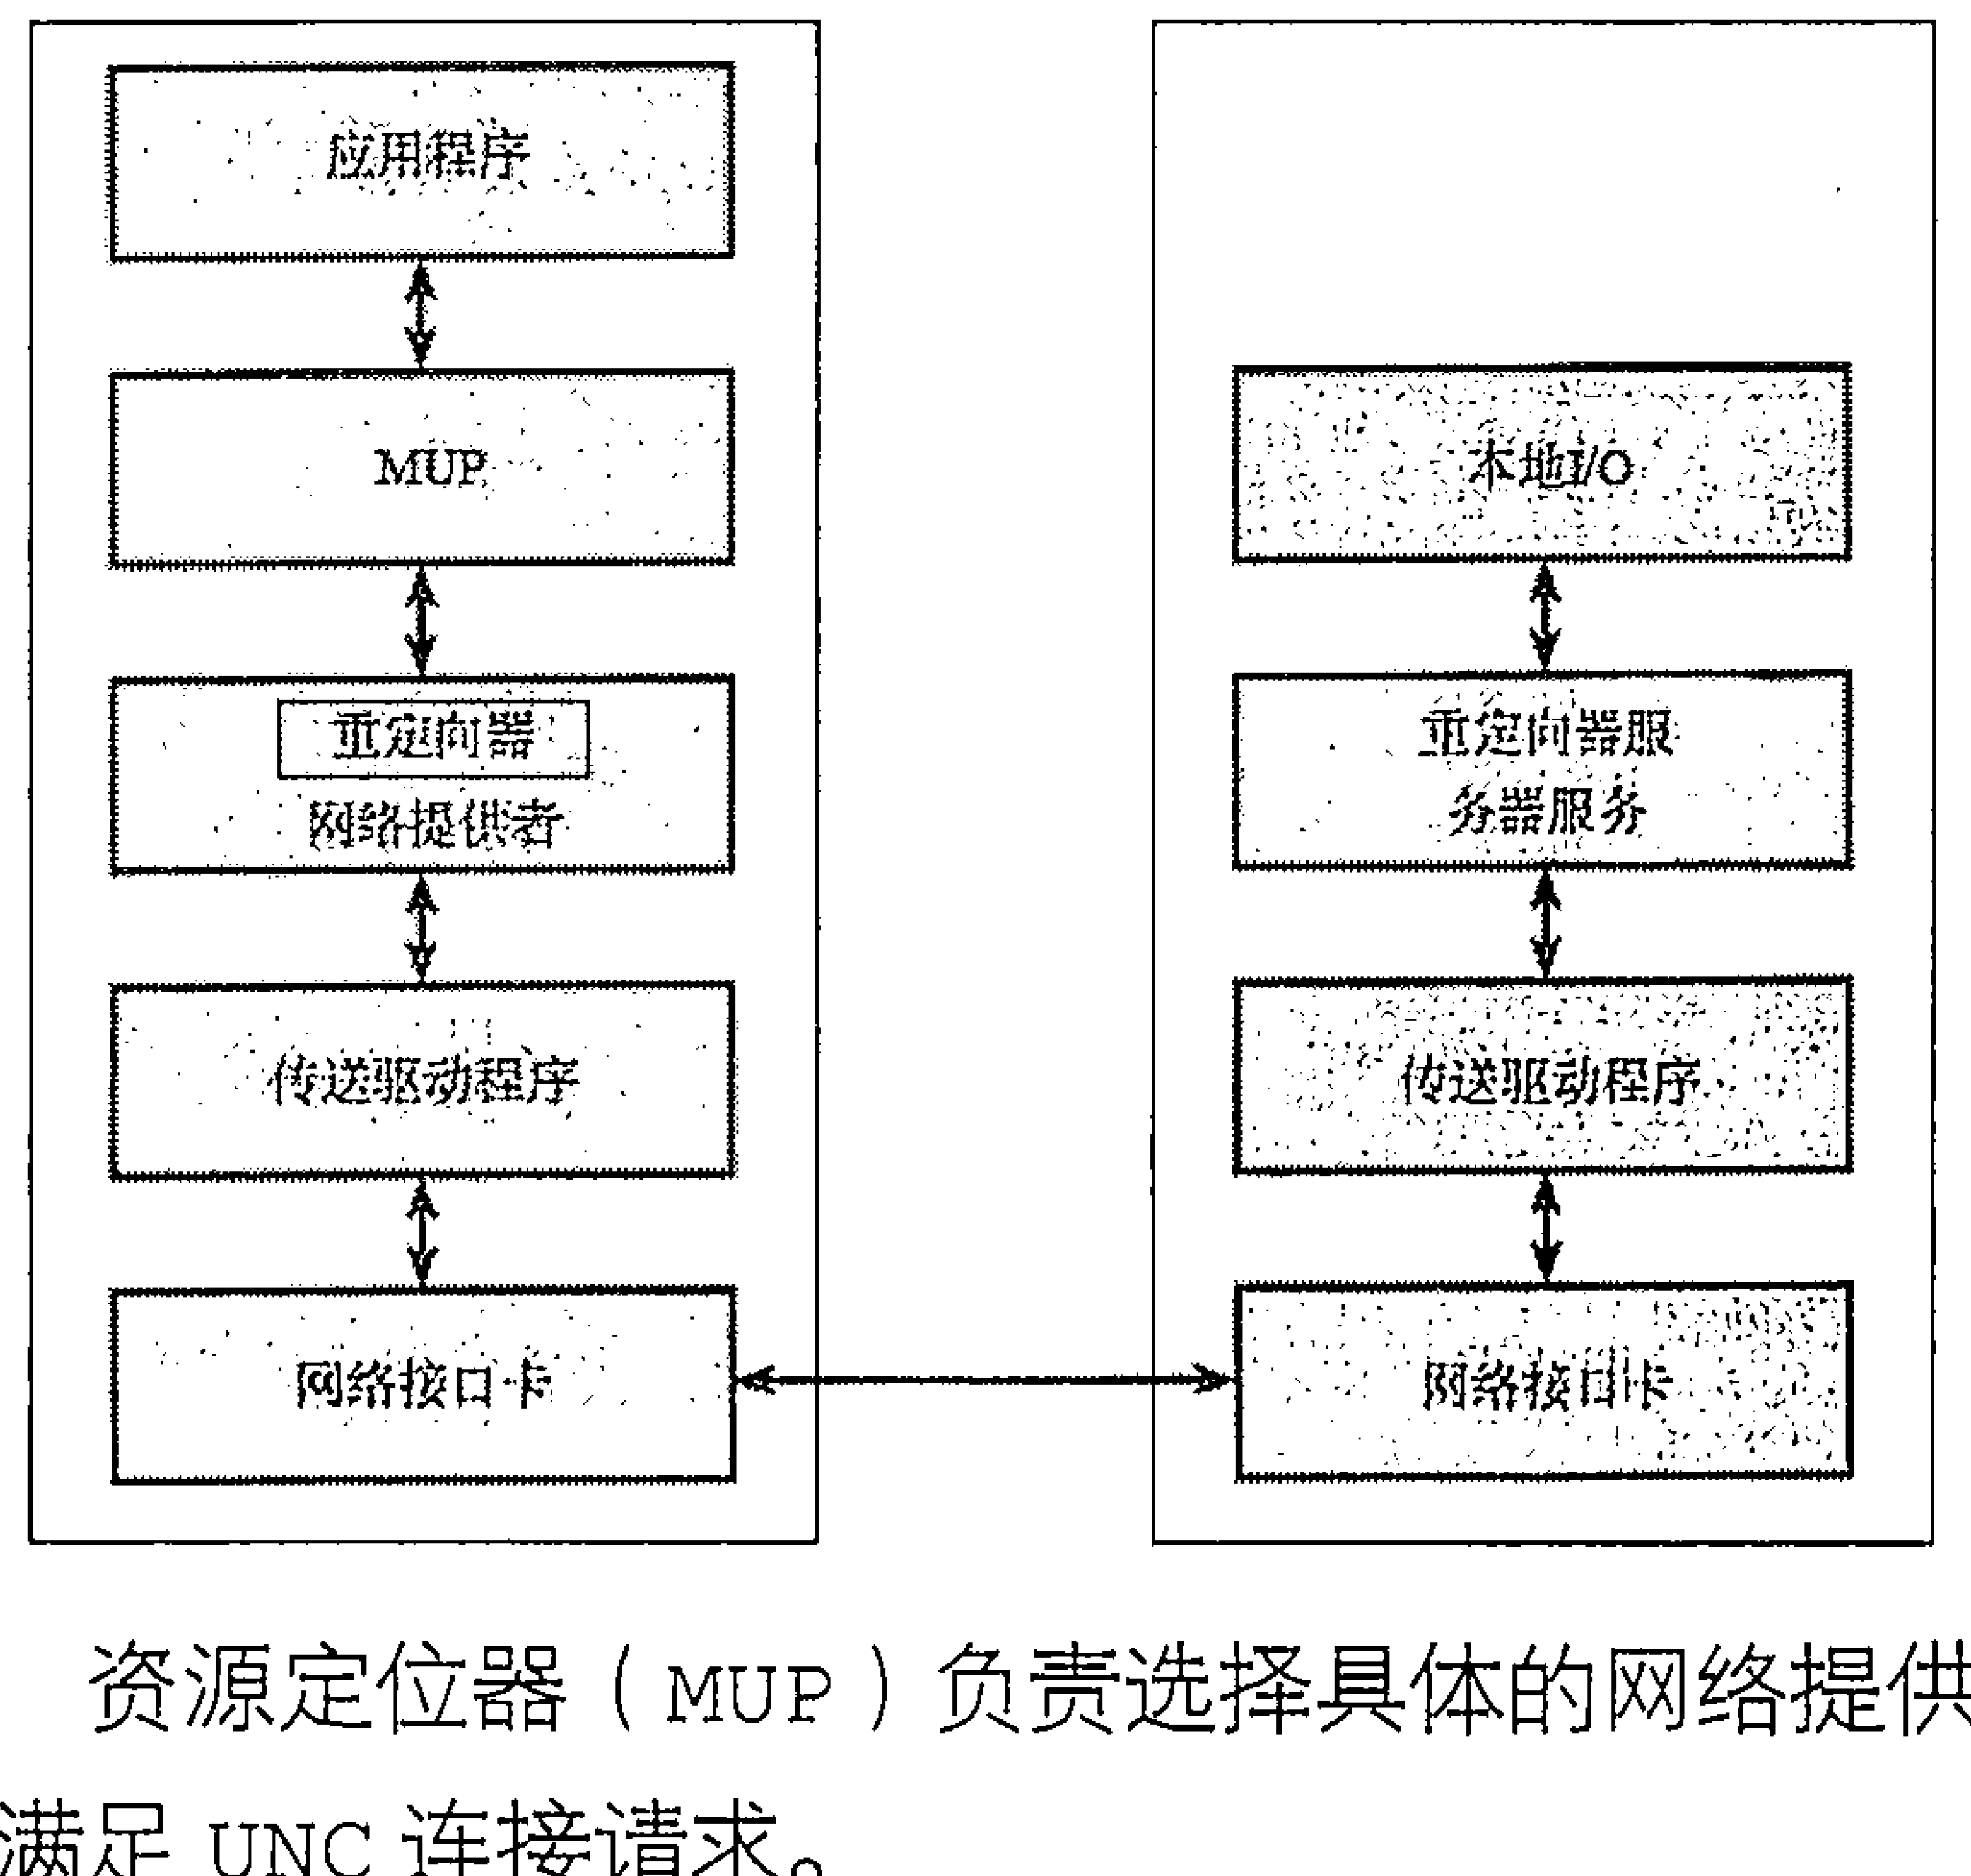 应用程序
MUP
重定向器
网络提供者
传送驱动程序
网络接口卡
本地I/O
重定向器服
务器服务
传送驱动程序
网络接口卡
资源定位器（MUP）负责选择具体的网络提供
满足 UNC 连接请求。